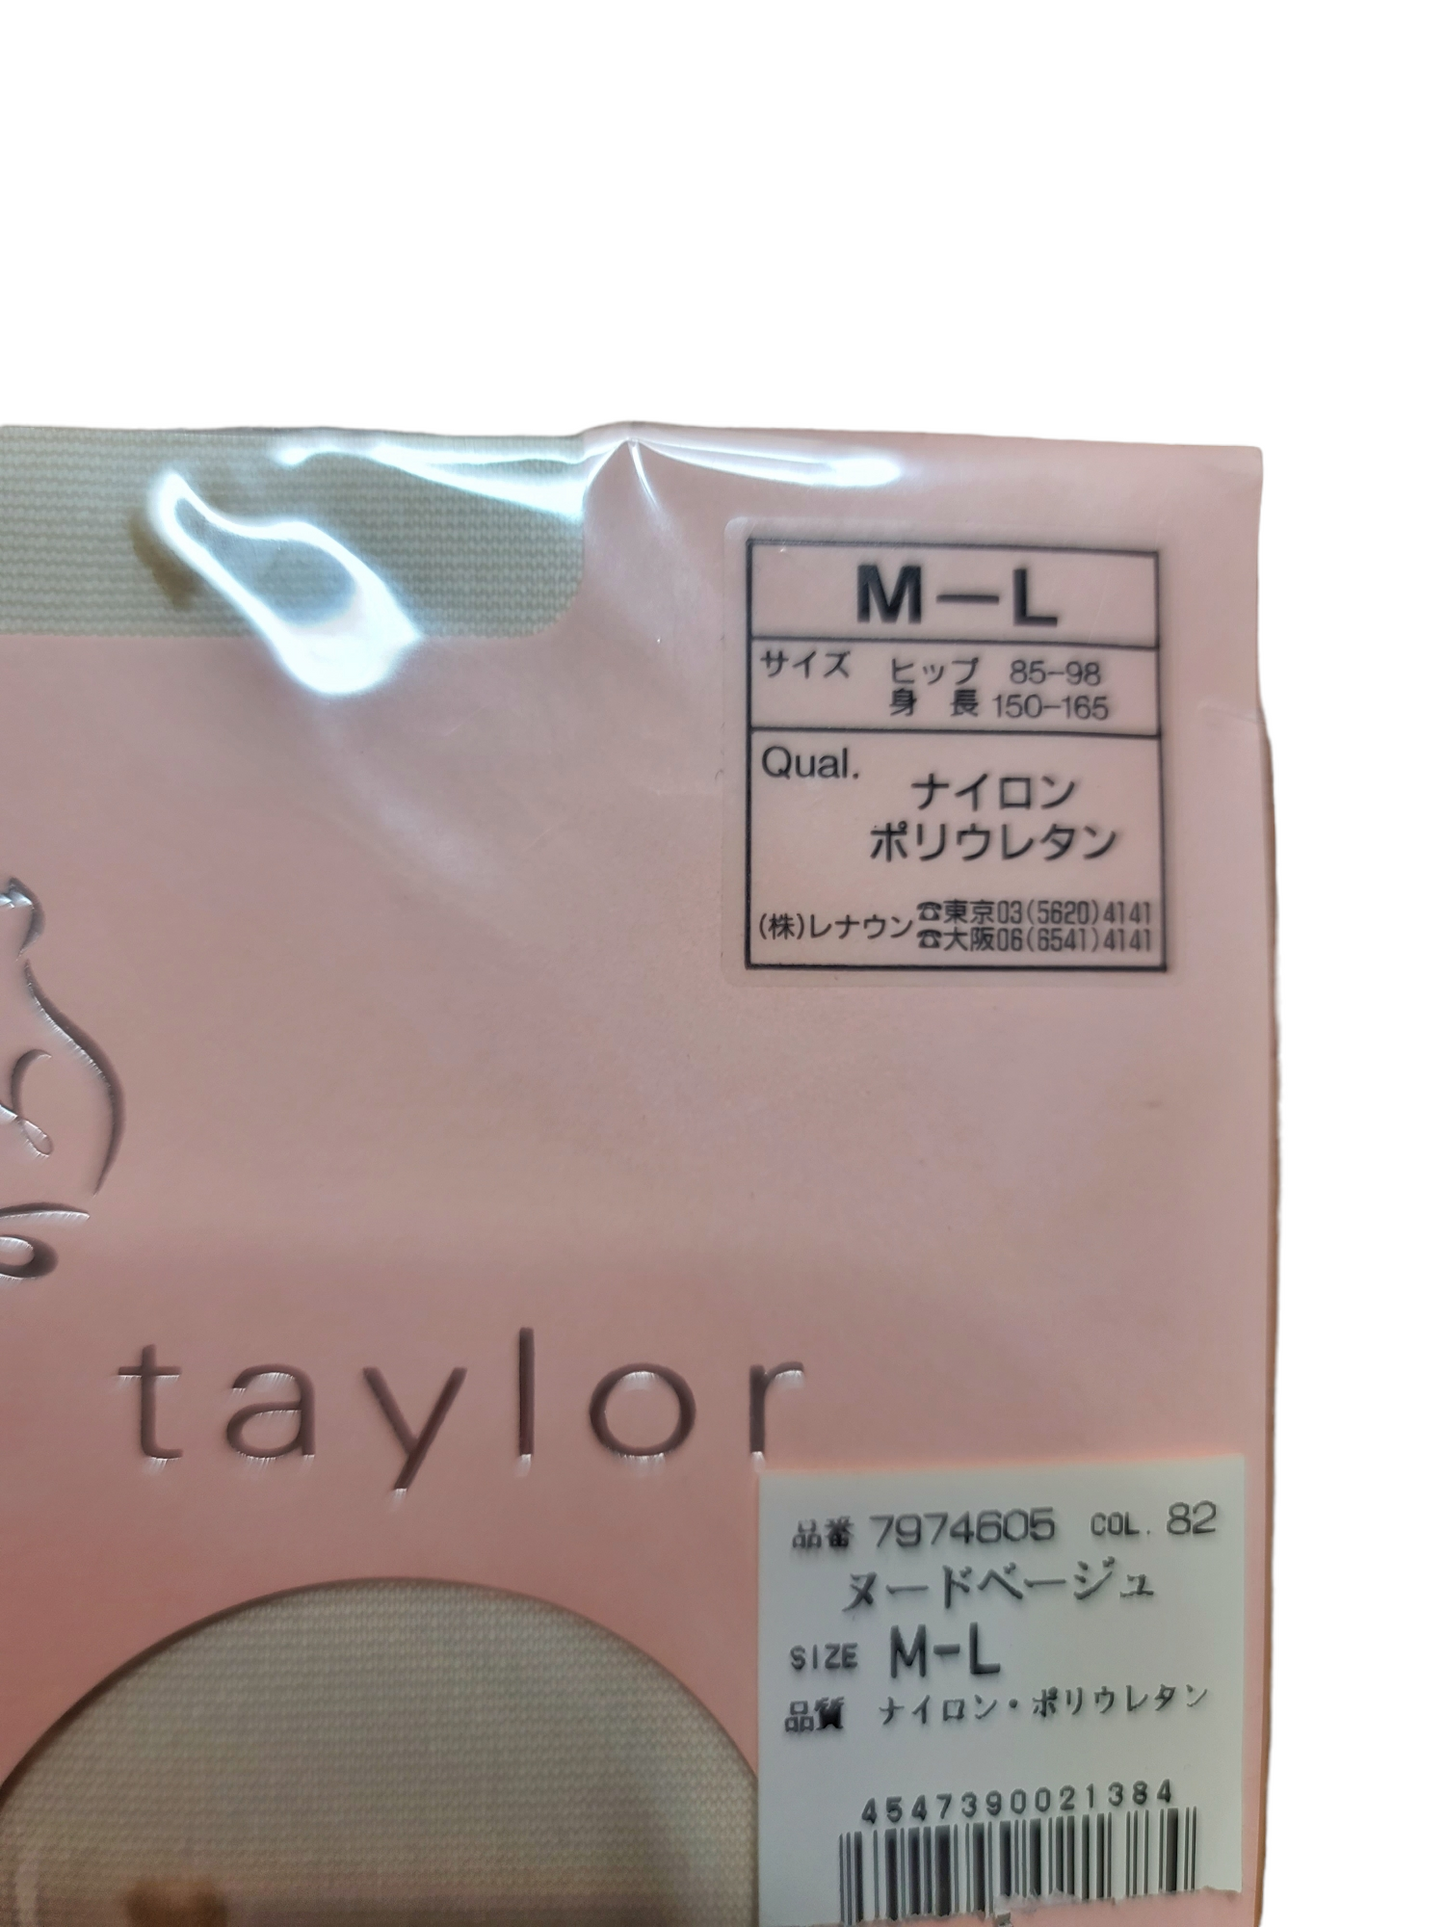 M－L
サイズ ヒップ 85-98
身長 150-165
Qual.
ナイロン
ポリウレタン
(株)レナウン ☎東京03(5620)4141
☎大阪06(6541)4141
taylor
品番 7974605 COL. 82
ヌードベージュ
SIZE M-L
品質 ナイロン・ポリウレタン
4547390021384